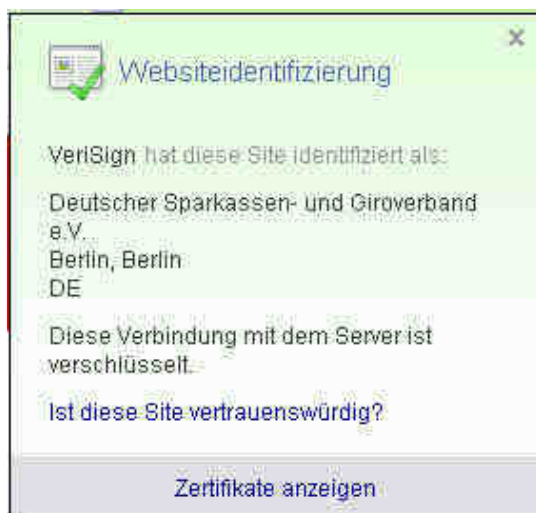 Websiteidentifizierung
VeriSign hat diese Site identifiziert als:
Deutscher Sparkassen- und Giroverband
e.V.
Berlin, Berlin
DE
Diese Verbindung mit dem Server ist
verschlüsselt.
Ist diese Site vertrauenswürdig?
Zertifikate anzeigen